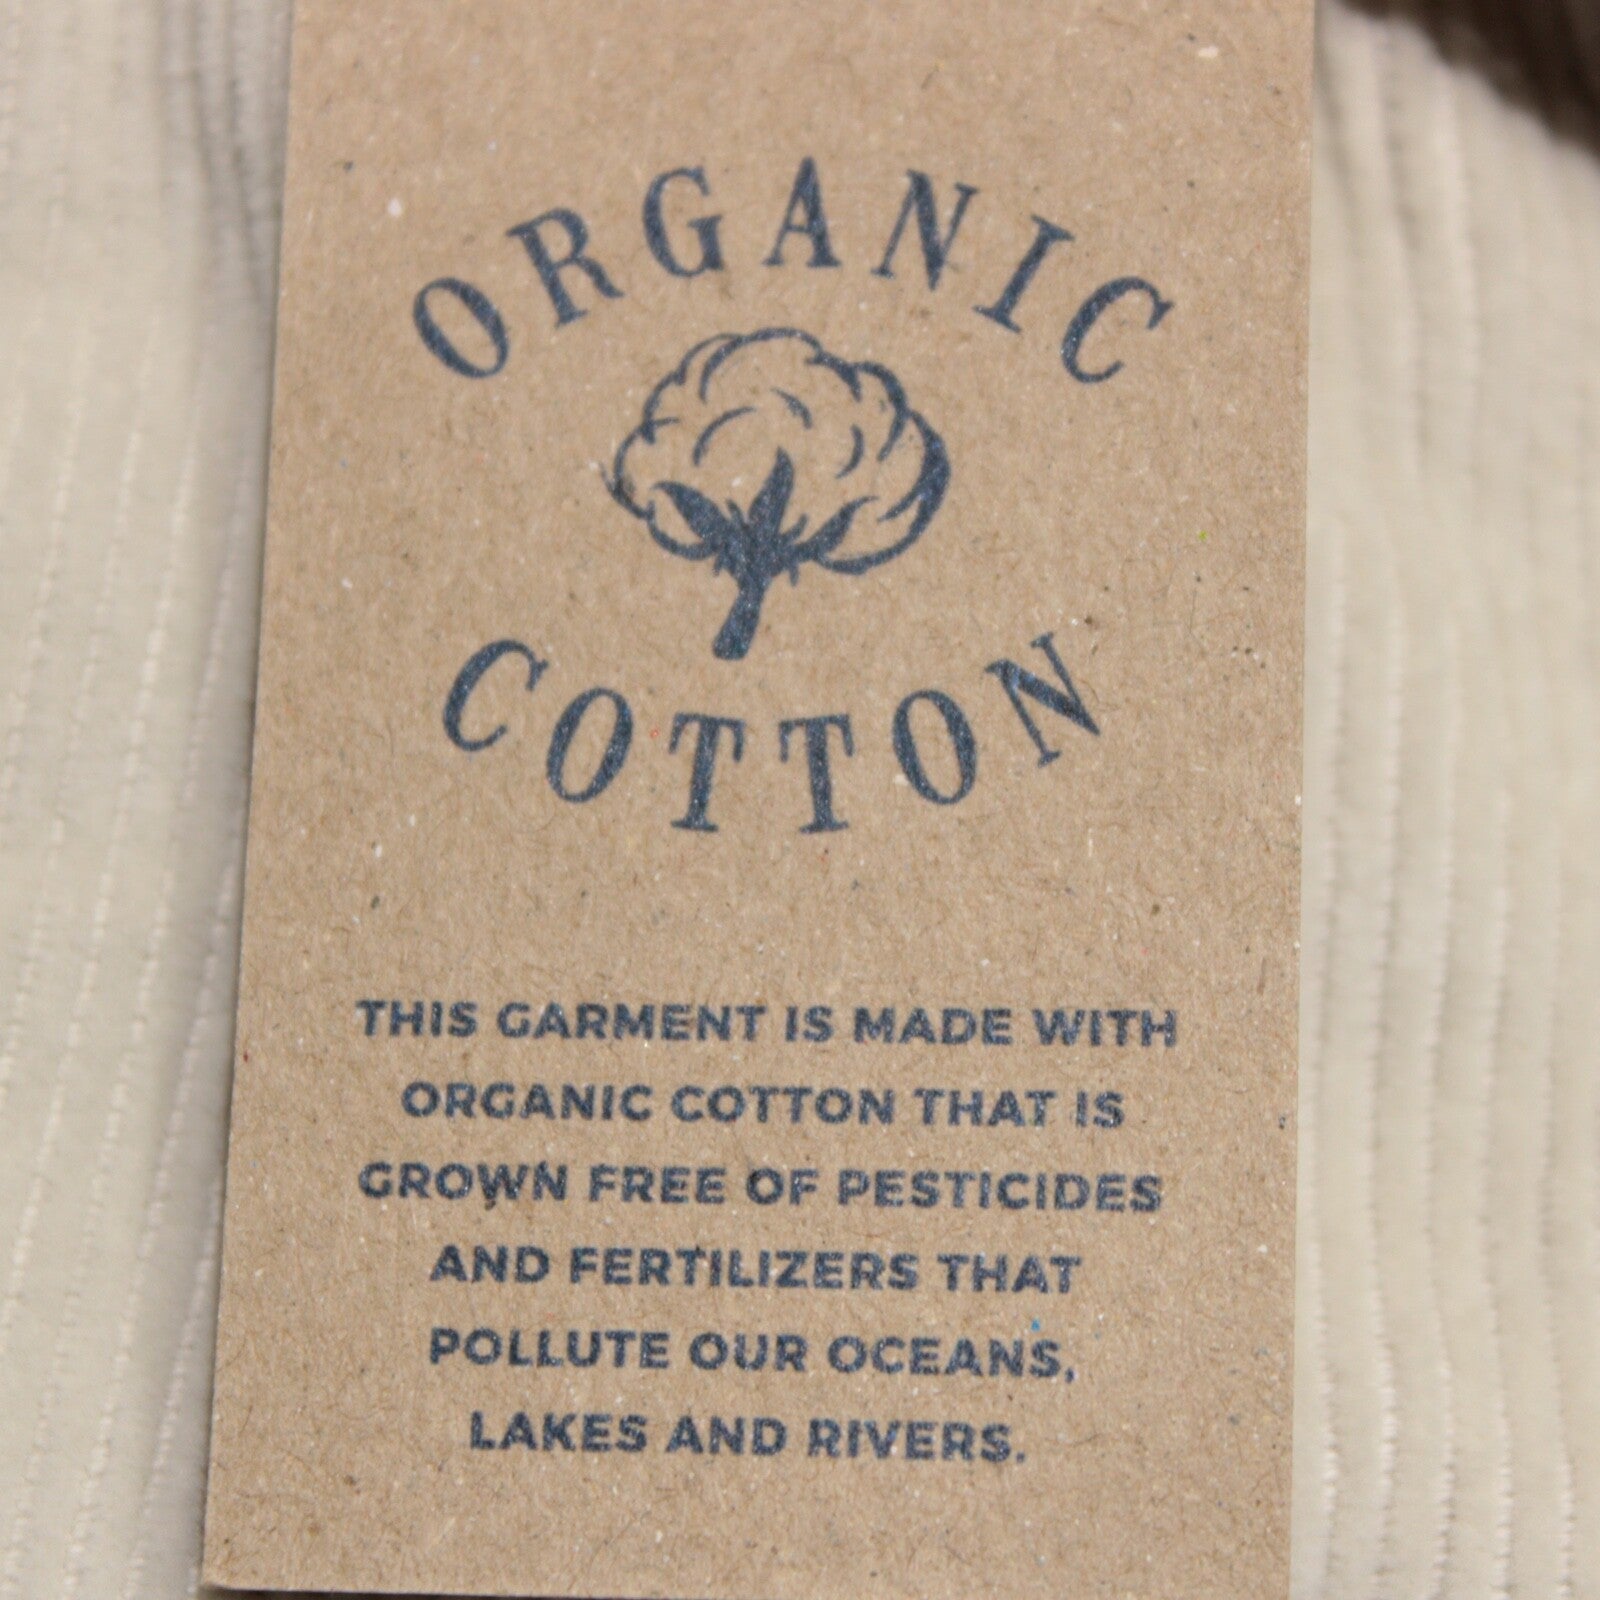 ORGANIC
COTTON
THIS GARMENT IS MADE WITH
ORGANIC COTTON THAT IS
GROWN FREE OF PESTICIDES
AND FERTILIZERS THAT
POLLUTE OUR OCEANS,
LAKES AND RIVERS.